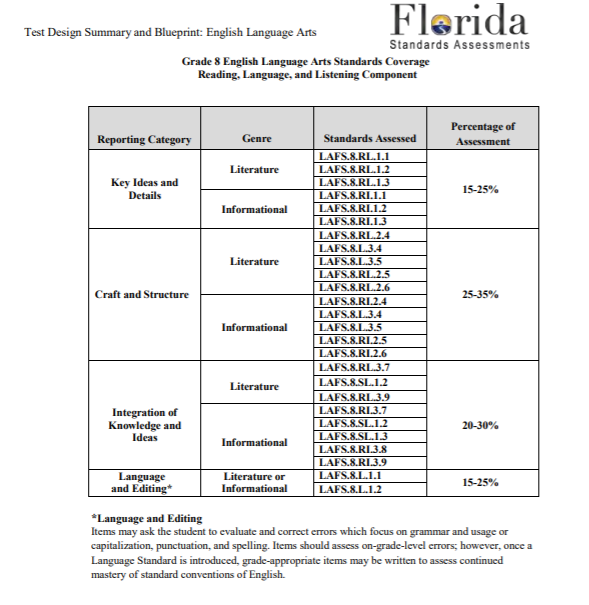 Test Design Summary and Blueprint: English Language Arts
Florida
Standards Assessments
Grade 8 English Language Arts Standards Coverage
Reading, Language, and Listening Component
Reporting Category Genre Standards Assessed Percentage of Assessment
Key Ideas and Details
Literature
LAFS.8.RL.1.1
LAFS.8.RL.1.2
LAFS.8.RL.1.3
Informational
LAFS.8.RI.1.1
LAFS.8.RI.1.2
LAFS.8.RI.1.3
15-25%
Craft and Structure
Literature
LAFS.8.RL.2.4
LAFS.8.L.3.4
LAFS.8.L.3.5
LAFS.8.RL.2.5
LAFS.8.RL.2.6
Informational
LAFS.8.RI.2.4
LAFS.8.L.3.4
LAFS.8.L.3.5
LAFS.8.RI.2.5
LAFS.8.RI.2.6
25-35%
Integration of
Knowledge and
Ideas
Literature
LAFS.8.RL.3.7
LAFS.8.SL.1.2
LAFS.8.RL.3.9
Informational
LAFS.8.RI.3.7
LAFS.8.SL.1.2
LAFS.8.SL.1.3
LAFS.8.RI.3.8
LAFS.8.RI.3.9
20-30%
Language
and Editing*
Literature or
Informational
LAFS.8.L.1.1
LAFS.8.L.1.2
15-25%
*Language and Editing
Items may ask the student to evaluate and correct errors which focus on grammar and usage or
capitalization, punctuation, and spelling. Items should assess on-grade-level errors; however, once a
Language Standard is introduced, grade-appropriate items may be written to assess continued
mastery of standard conventions of English.